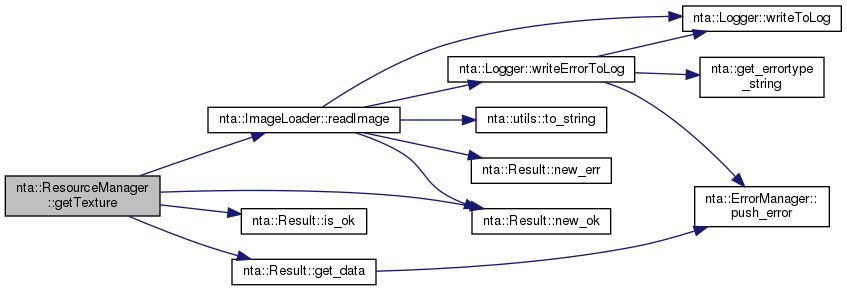 nta::Logger::writeToLog
nta::Logger::writeErrorToLog
nta::get_errortype
_string
nta::ImageLoader::readImage
nta::utils::to_string
nta::Result::new_err
nta::ResourceManager
::getTexture
nta::Result::is_ok
nta::Result::new_ok
nta::ErrorManager::
push_error
nta::Result::get_data